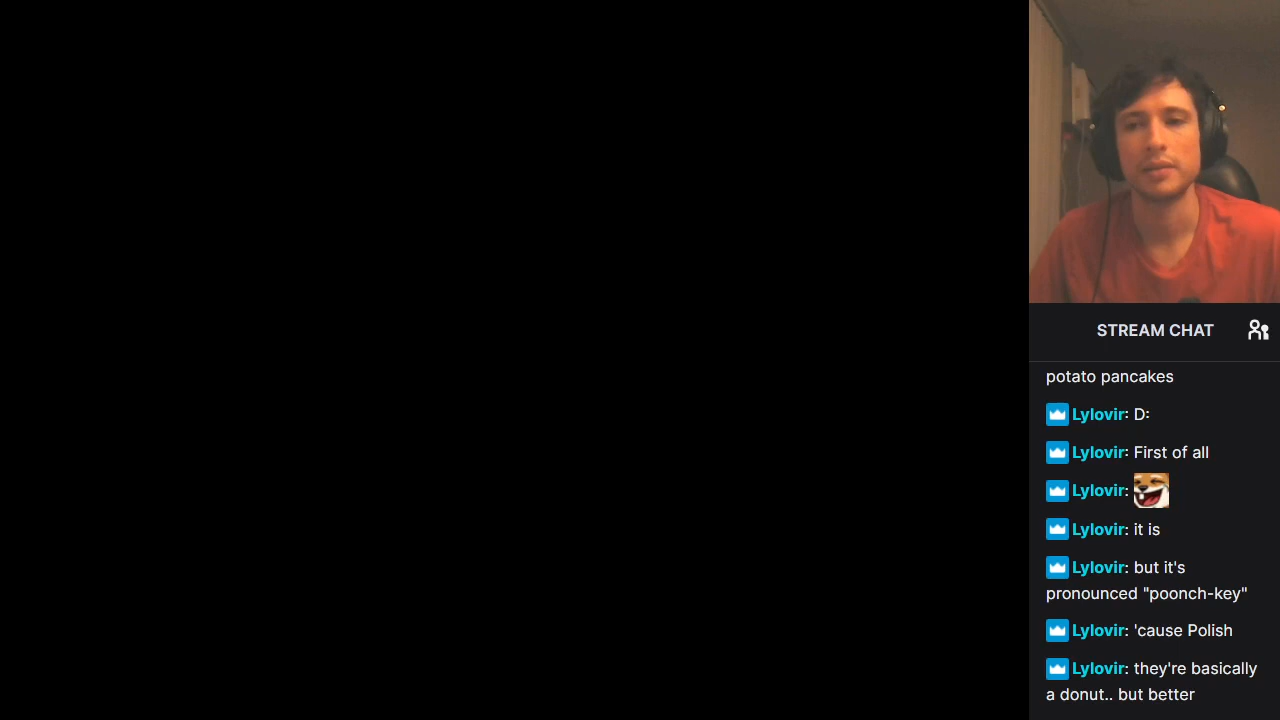 STREAM CHAT
potato pancakes
Lylovir: D:
Lylovir: First of all
Lylovir:
Lylovir: it is
Lylovir: but it's
pronounced "poonch-key"
Lylovir: 'cause Polish
Lylovir: they're basically
a donut.. but better